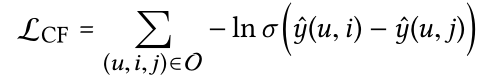 ℒ_CF = ∑_{(u,i,j)∈𝒪} − ln σ(ŷ(u, i) − ŷ(u, j))